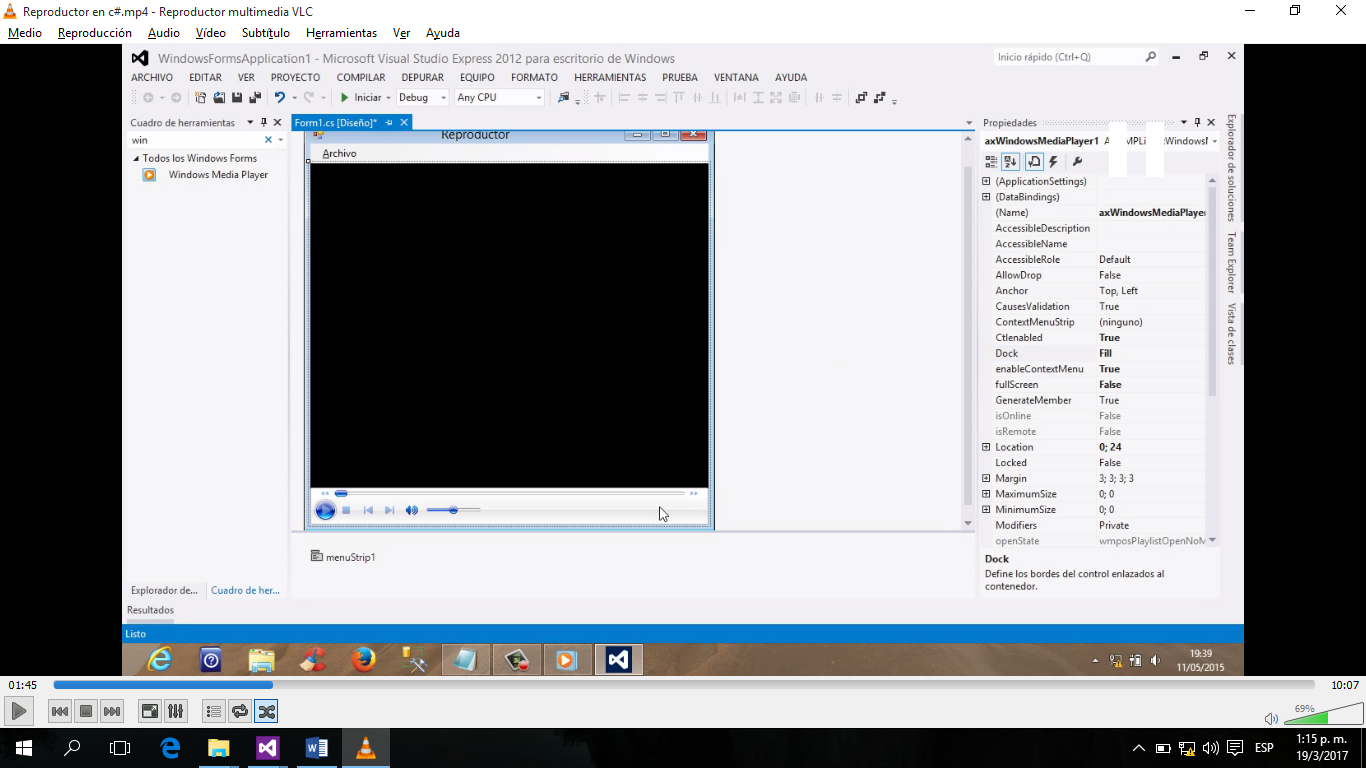 Reproductor en c#.mp4 - Reproductor multimedia VLC
Medio Reproducción Audio Vídeo Subtítulo Herramientas Ver Ayuda
WindowsFormsApplication1 - Microsoft Visual Studio Express 2012 para escritorio de Windows
Inicio rápido (Ctrl+Q)
ARCHIVO EDITAR VER PROYECTO COMPILAR DEPURAR EQUIPO FORMATO HERRAMIENTAS PRUEBA VENTANA AYUDA
Iniciar Debug Any CPU
Cuadro de herramientas
win
Todos los Windows Forms
Windows Media Player
Explorador de... Cuadro de her...
Resultados
Listo
Form1.cs [Diseño]*
Reproductor
Archivo
menuStrip1
Propiedades
axWindowsMediaPlayer1
(ApplicationSettings)
(DataBindings)
(Name) axWindowsMediaPlayer
AccessibleDescription
AccessibleName
AccessibleRole Default
AllowDrop False
Anchor Top, Left
CausesValidation True
ContextMenuStrip (ninguno)
Ctlenabled True
Dock Fill
enableContextMenu True
fullScreen False
GenerateMember True
isOnline False
isRemote False
Location 0; 24
Locked False
Margin 3; 3; 3; 3
MaximumSize 0; 0
MinimumSize 0; 0
Modifiers Private
openState wmposPlaylistOpenNoM
Dock
Define los bordes del control enlazados al
contenedor.
Explorador de soluciones
Team Explorer
Vista de clases
19:39
11/05/2015
01:45
10:07
69%
ESP
1:15 p. m.
19/3/2017